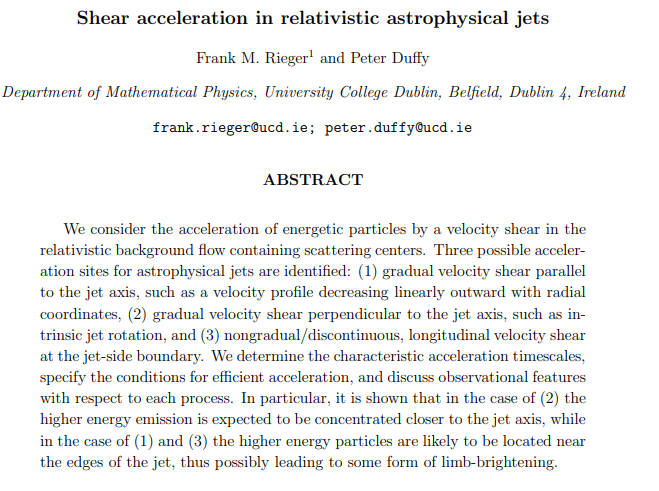 Shear acceleration in relativistic astrophysical jets
Frank M. Rieger¹ and Peter Duffy
Department of Mathematical Physics, University College Dublin, Belfield, Dublin 4, Ireland
frank.rieger@ucd.ie; peter.duffy@ucd.ie
ABSTRACT
We consider the acceleration of energetic particles by a velocity shear in the
relativistic background flow containing scattering centers. Three possible acceler-
ation sites for astrophysical jets are identified: (1) gradual velocity shear parallel
to the jet axis, such as a velocity profile decreasing linearly outward with radial
coordinates, (2) gradual velocity shear perpendicular to the jet axis, such as in-
trinsic jet rotation, and (3) nongradual/discontinuous, longitudinal velocity shear
at the jet-side boundary. We determine the characteristic acceleration timescales,
specify the conditions for efficient acceleration, and discuss observational features
with respect to each process. In particular, it is shown that in the case of (2) the
higher energy emission is expected to be concentrated closer to the jet axis, while
in the case of (1) and (3) the higher energy particles are likely to be located near
the edges of the jet, thus possibly leading to some form of limb-brightening.